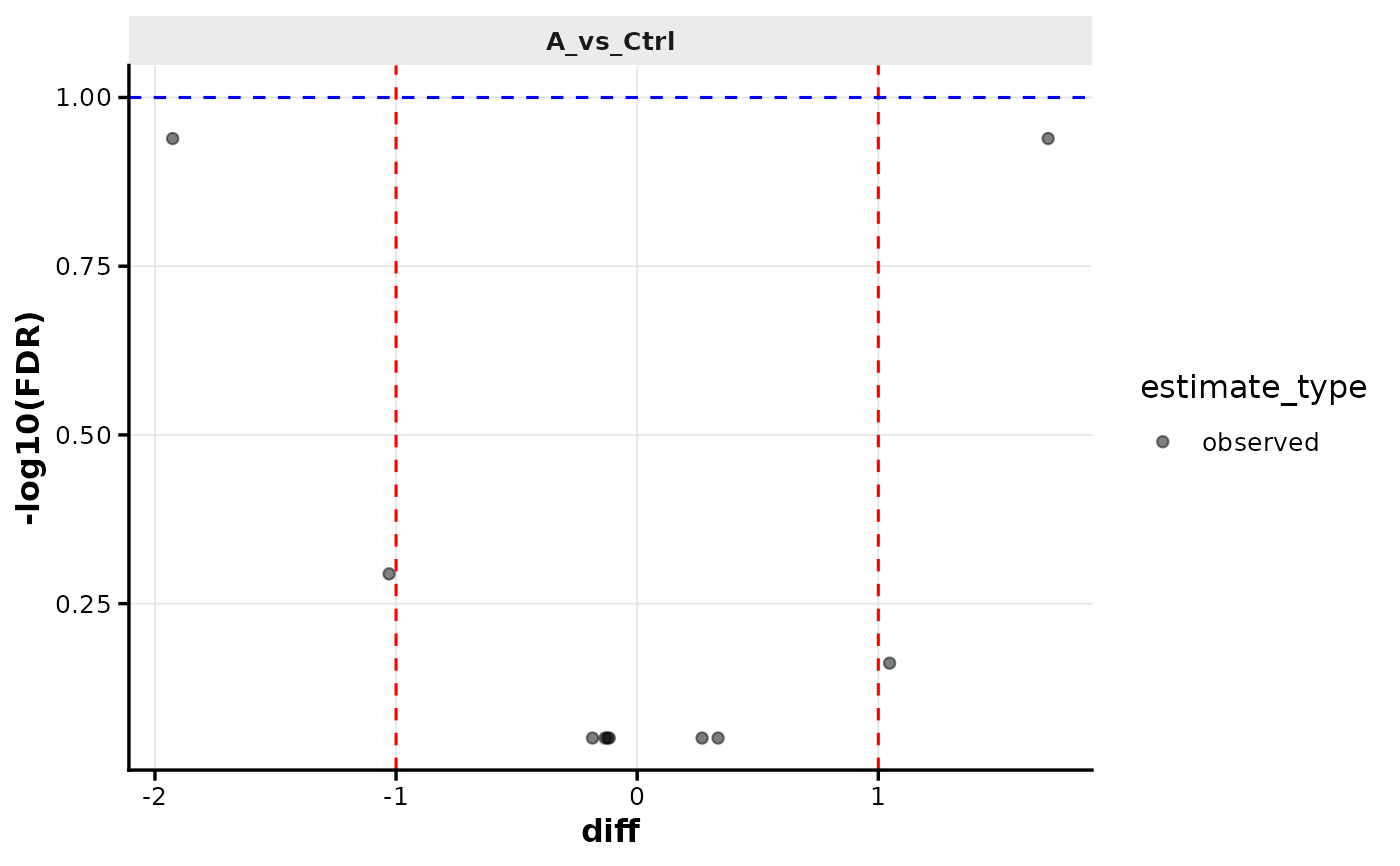 A_vs_Ctrl
-log10(FDR)
1.00
0.75
0.50
0.25
-2
-1
0
1
diff
estimate_type
observed